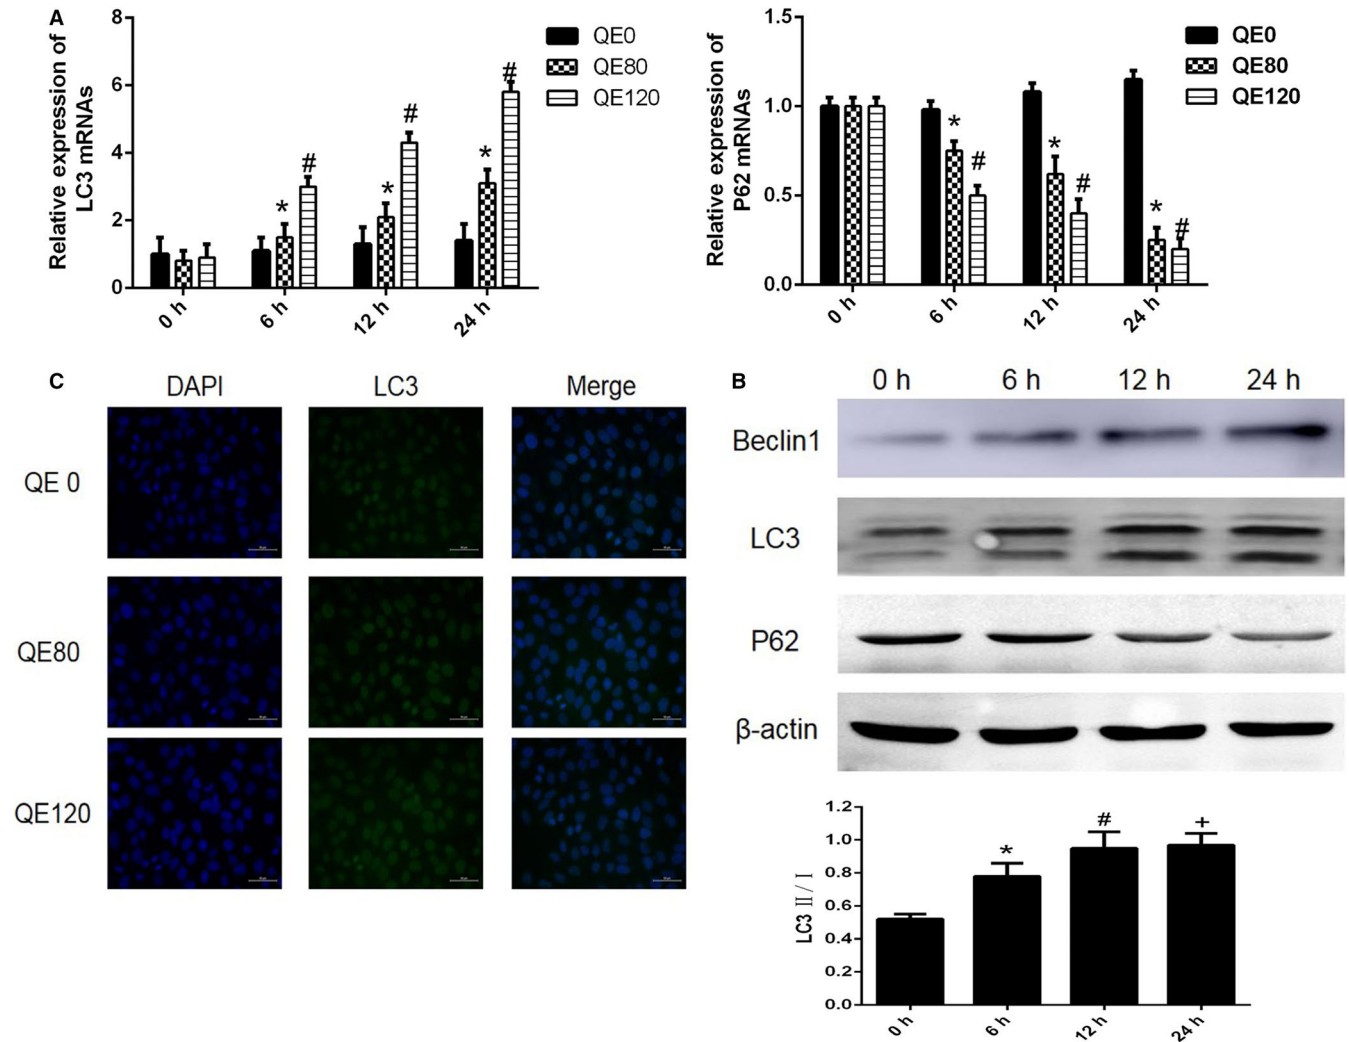 A
Relative expression of
LC3 mRNAs
8
6
4
2
0
* # * # * #
0 h 6 h 12 h 24 h
QE0
QE80
QE120
Relative expression of
P62 mRNAs
1.5
1.0
0.5
0.0
* # * # * #
0 h 6 h 12 h 24 h
QE0
QE80
QE120
C
DAPI LC3 Merge
QE 0
QE80
QE120
B
0 h 6 h 12 h 24 h
Beclin1
LC3
P62
β-actin
LC3 II / I
1.2
1.0
0.8
0.6
0.4
0.2
0.0
* # +
0 h 6 h 12 h 24 h